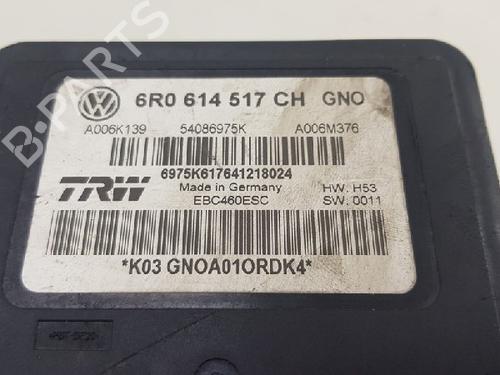 B-PARTS
6R0 614 517 CH GNO
A006K139 54086975K A006M376
6975K617641218024
TRW Made in Germany HW: H53
EBC460ESC SW: 0011
*K03 GNOA01ORDK4*